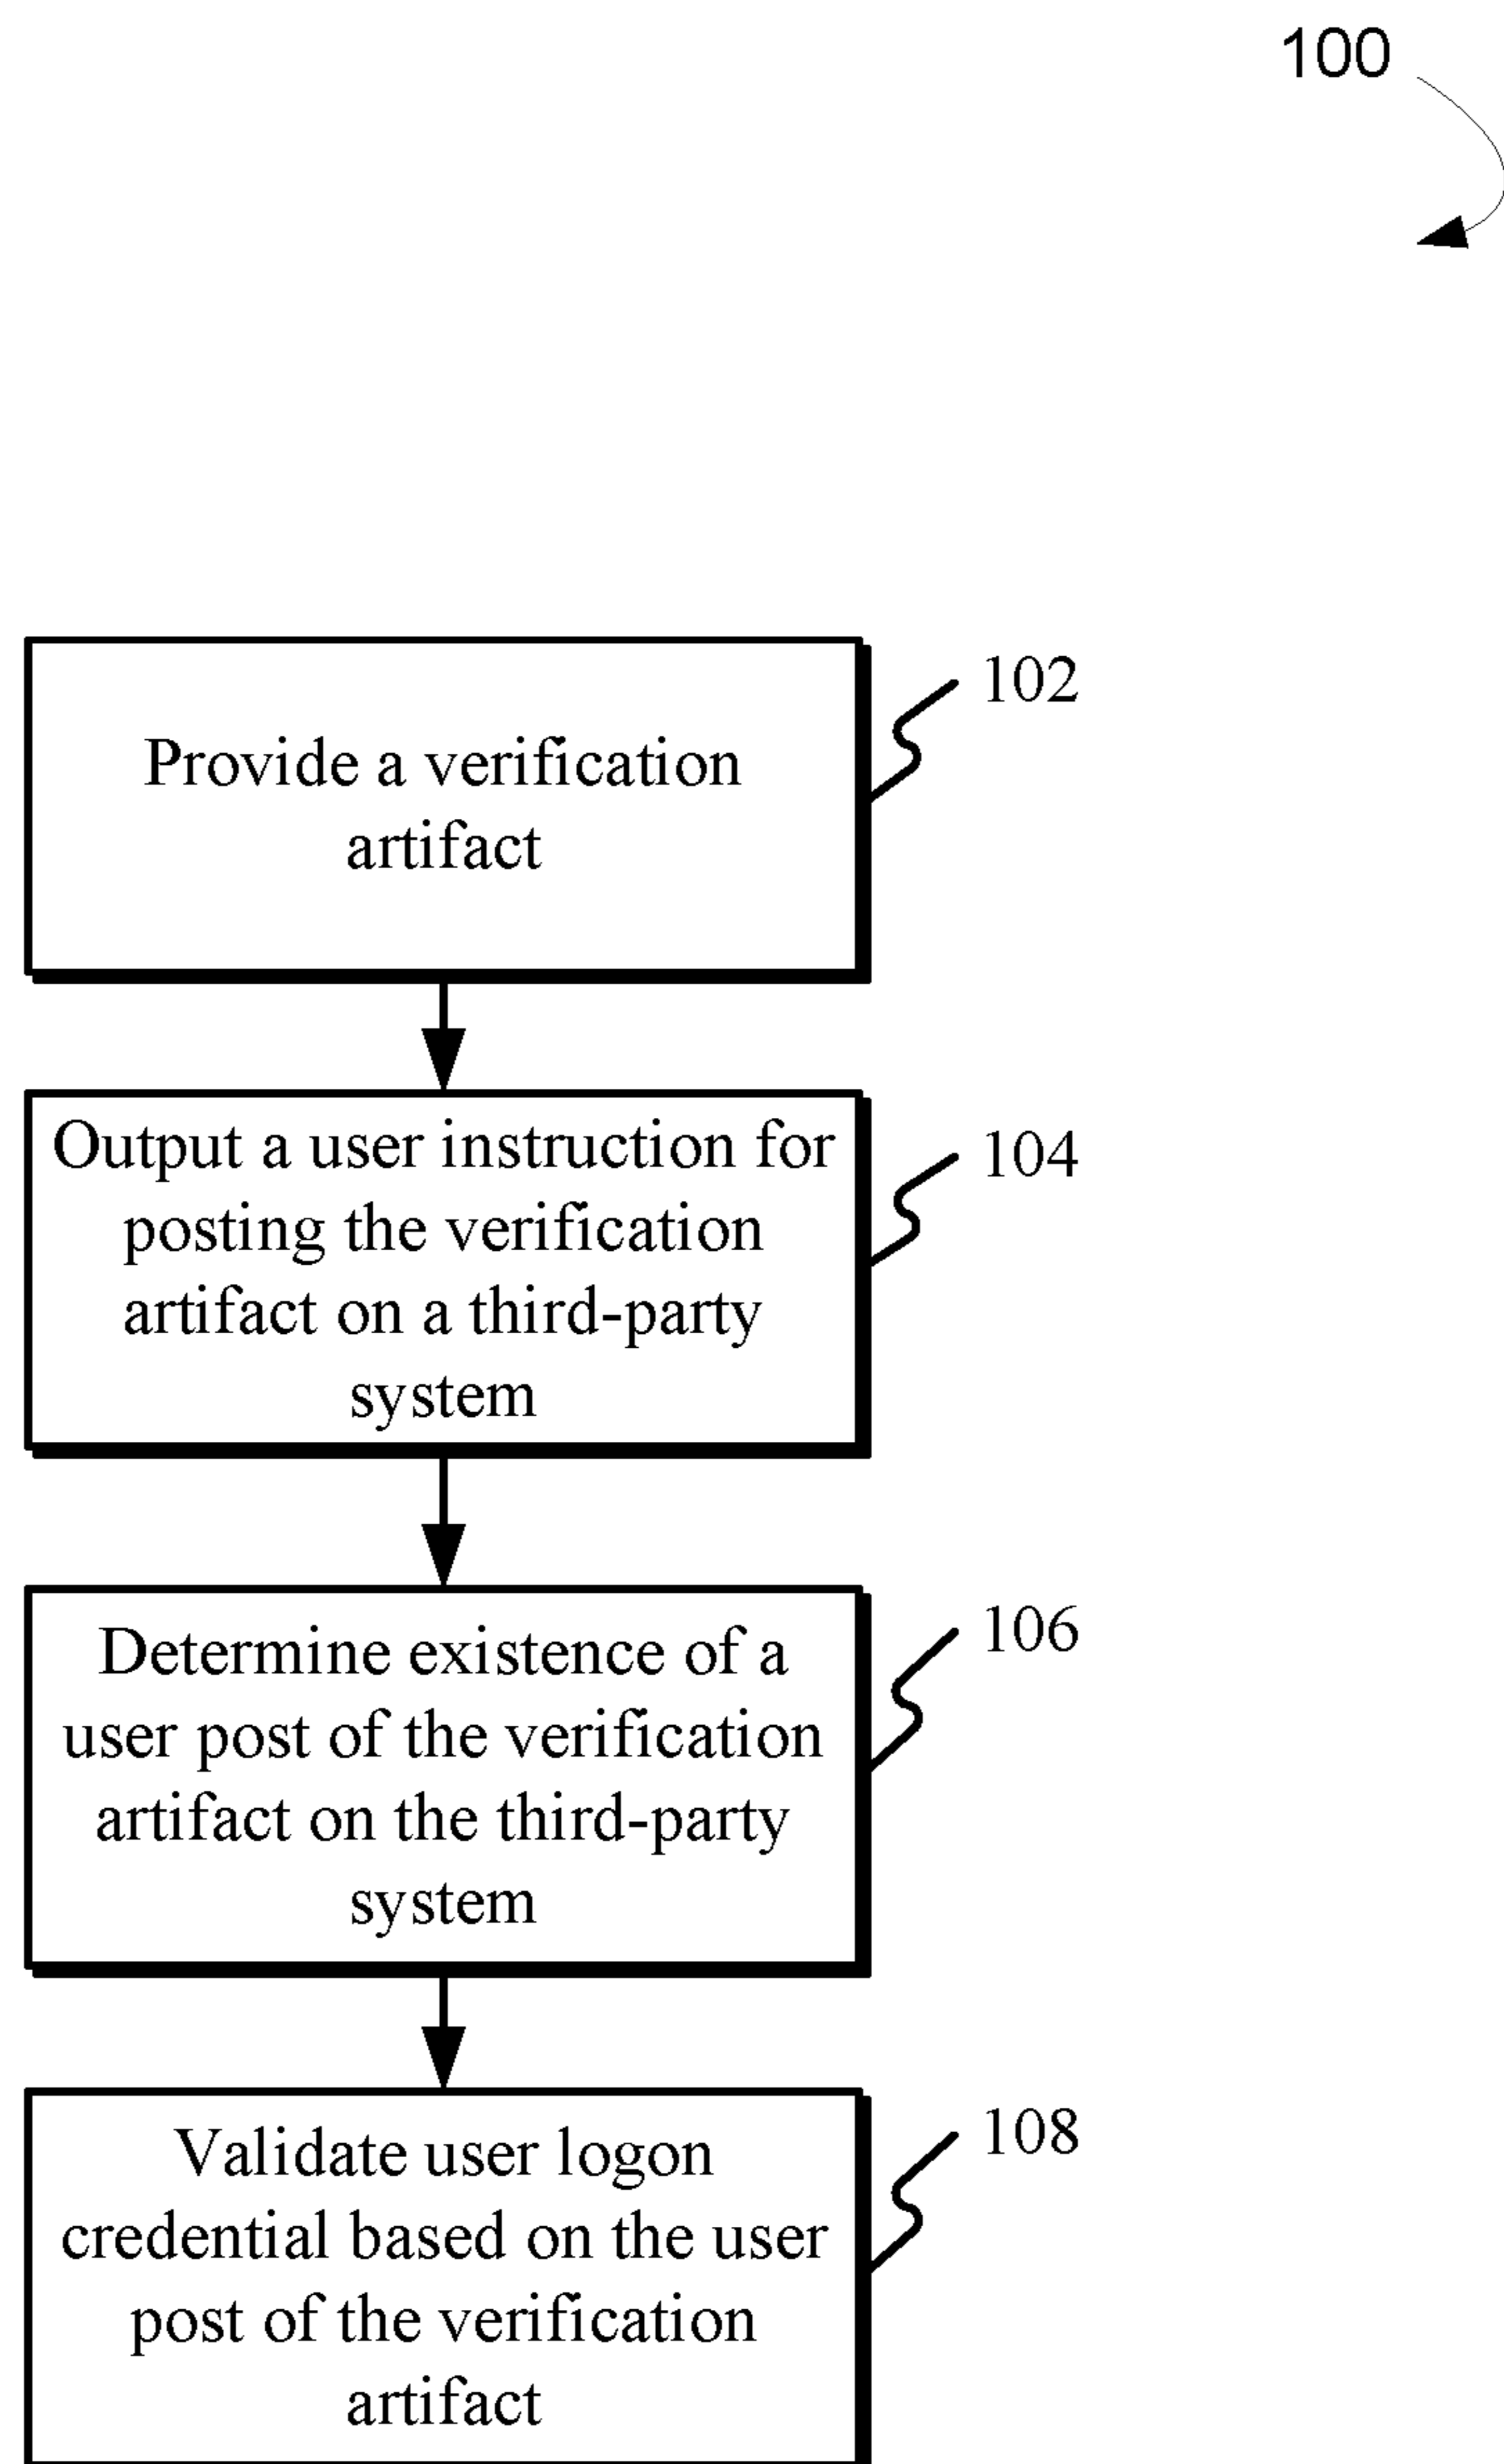 100
Provide a verification
artifact
102
Output a user instruction for
posting the verification
artifact on a third-party
system
104
Determine existence of a
user post of the verification
artifact on the third-party
system
106
Validate user logon
credential based on the user
post of the verification
artifact
108